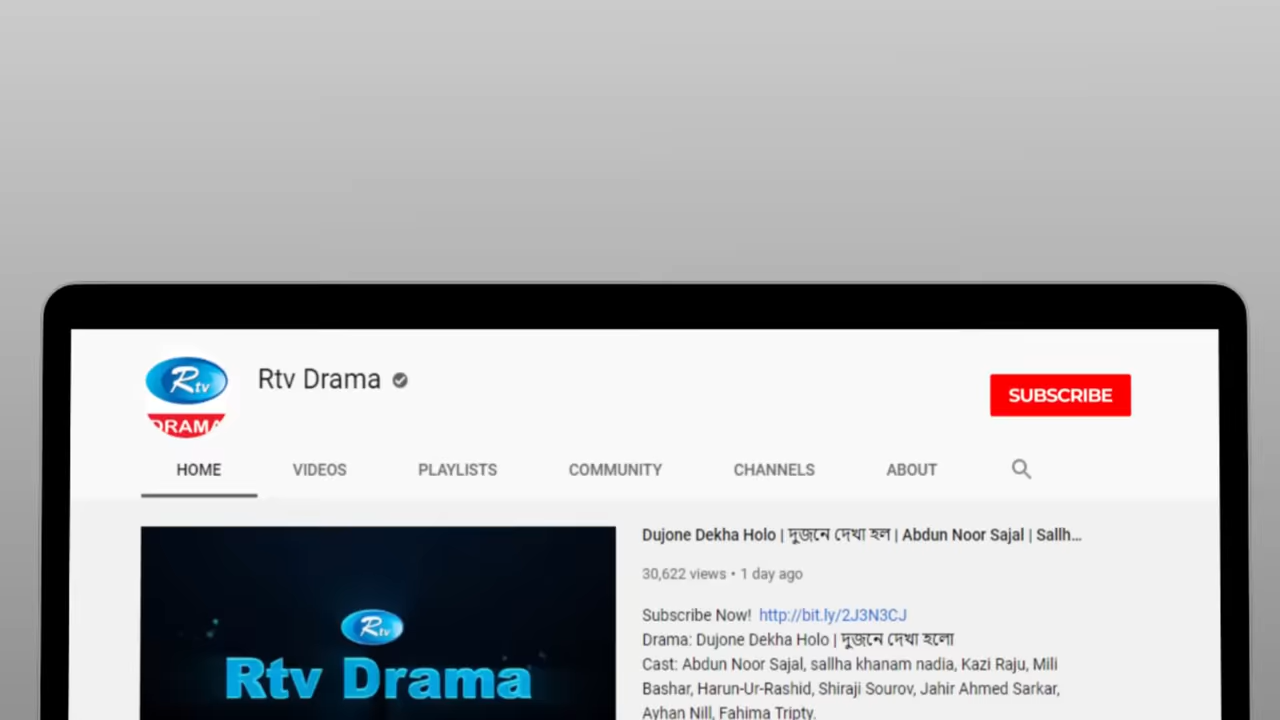 Rtv
DRAMA
Rtv Drama
SUBSCRIBE
HOME VIDEOS PLAYLISTS COMMUNITY CHANNELS ABOUT
Dujone Dekha Holo | দুজনে দেখা হল | Abdun Noor Sajal | Sallh...
30,622 views • 1 day ago
Subscribe Now! http://bit.ly/2J3N3CJ
Drama: Dujone Dekha Holo | দুজনে দেখা হলো
Cast: Abdun Noor Sajal, sallha khanam nadia, Kazi Raju, Mili
Bashar, Harun-Ur-Rashid, Shiraji Sourov, Jahir Ahmed Sarkar,
Ayhan Nill, Fahima Tripty.
Rtv
Rtv Drama